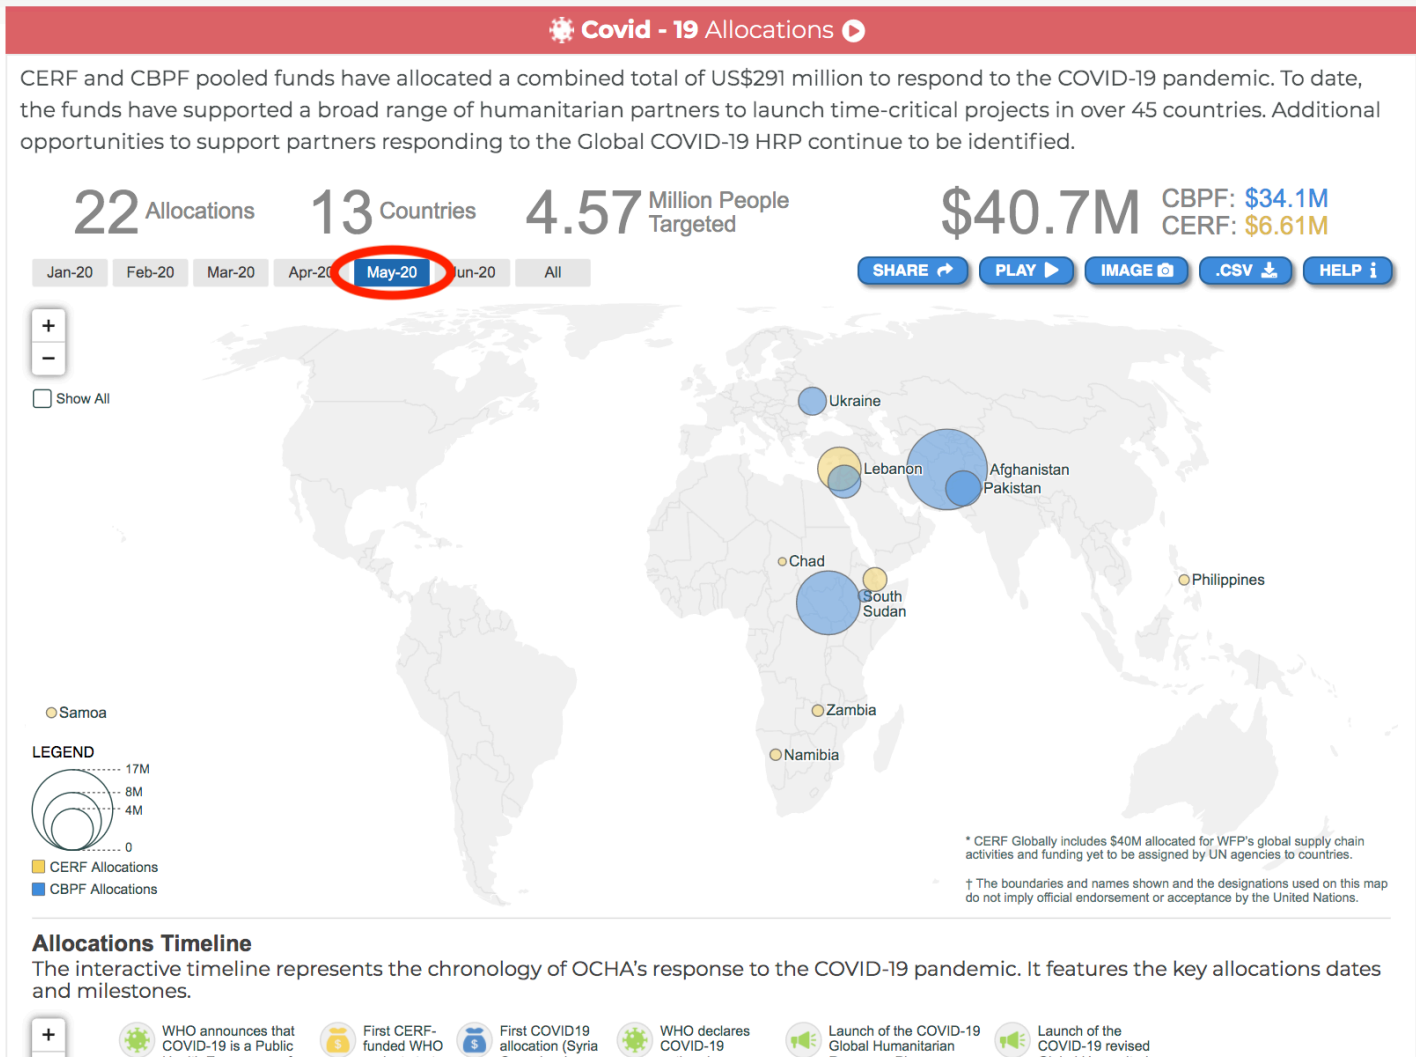 Covid - 19 Allocations
CERF and CBPF pooled funds have allocated a combined total of US$291 million to respond to the COVID-19 pandemic. To date,
the funds have supported a broad range of humanitarian partners to launch time-critical projects in over 45 countries. Additional
opportunities to support partners responding to the Global COVID-19 HRP continue to be identified.
22 Allocations 13 Countries 4.57 Million People Targeted $40.7M CBPF: $34.1M
CERF: $6.61M
Jan-20 Feb-20 Mar-20 Apr-20 May-20 Jun-20 All SHARE PLAY IMAGE .CSV HELP i
+
−
Show All
Ukraine
Lebanon
Afghanistan
Pakistan
Chad
Philippines
South
Sudan
Samoa
Zambia
Namibia
LEGEND
17M
8M
4M
0
CERF Allocations
CBPF Allocations
* CERF Globally includes $40M allocated for WFP's global supply chain
activities and funding yet to be assigned by UN agencies to countries.
† The boundaries and names shown and the designations used on this map
do not imply official endorsement or acceptance by the United Nations.
Allocations Timeline
The interactive timeline represents the chronology of OCHA's response to the COVID-19 pandemic. It features the key allocations dates
and milestones.
+
WHO announces that
COVID-19 is a Public
First CERF-
funded WHO
First COVID19
allocation (Syria
WHO declares
COVID-19
Launch of the COVID-19
Global Humanitarian
Launch of the
COVID-19 revised